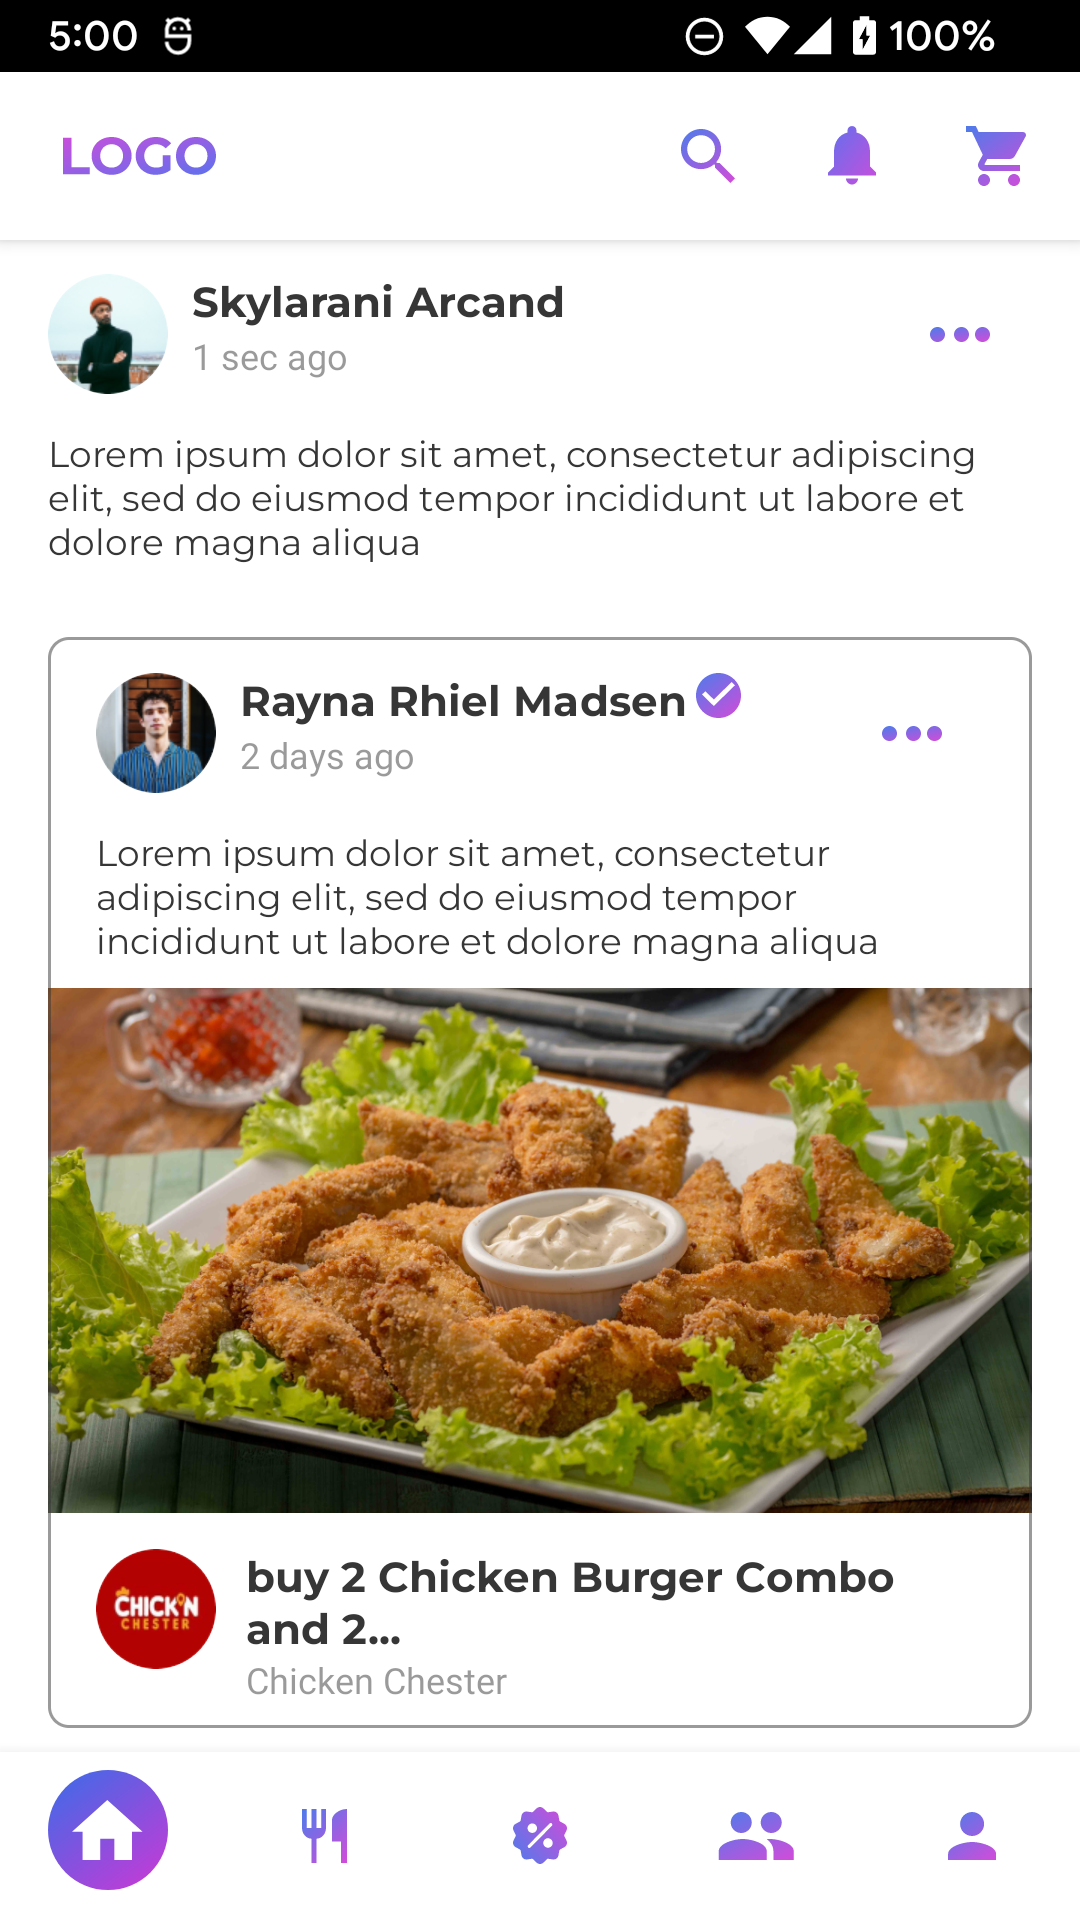 5:00 100%
LOGO
Skylarani Arcand
1 sec ago
Lorem ipsum dolor sit amet, consectetur adipiscing
elit, sed do eiusmod tempor incididunt ut labore et
dolore magna aliqua
Rayna Rhiel Madsen
2 days ago
Lorem ipsum dolor sit amet, consectetur
adipiscing elit, sed do eiusmod tempor
incididunt ut labore et dolore magna aliqua
CHICK'N
CHESTER
buy 2 Chicken Burger Combo
and 2...
Chicken Chester